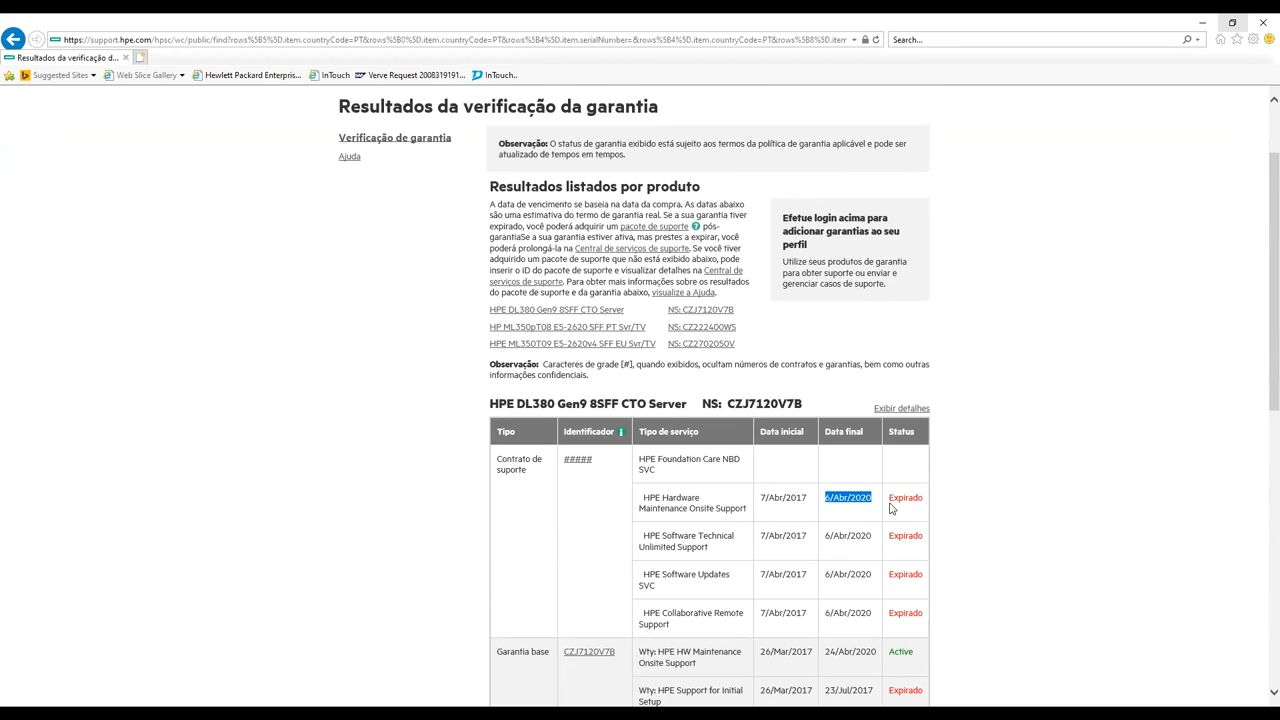 https://support.hpe.com/hpsc/wc/public/find?rows%5B5%5D.item.countryCode=PT&rows%5B0%5D.item.countryCode=PT&rows%5B4%5D.item.serialNumber=&rows%5B4%5D.item.countryCode=PT&rows%5B8%5D.item
Search...
Resultados da verificação d...
Suggested Sites
Web Slice Gallery
Hewlett Packard Enterpris...
InTouch
Verve Request 2008319191...
InTouch..
Resultados da verificação da garantia
Verificação de garantia
Ajuda
Observação: O status de garantia exibido está sujeito aos termos da política de garantia aplicável e pode ser
atualizado de tempos em tempos.
Resultados listados por produto
A data de vencimento se baseia na data da compra. As datas abaixo
são uma estimativa do termo de garantia real. Se a sua garantia tiver
expirado, você poderá adquirir um pacote de suporte ? pós-
garantiaSe a sua garantia estiver ativa, mas prestes a expirar, você
poderá prolongá-la na Central de serviços de suporte. Se você tiver
adquirido um pacote de suporte que não está exibido abaixo, pode
inserir o ID do pacote de suporte e visualizar detalhes na Central de
serviços de suporte. Para obter mais informações sobre os resultados
do pacote de suporte e da garantia abaixo, visualize a Ajuda.
Efetue login acima para
adicionar garantias ao seu
perfil
Utilize seus produtos de garantia
para obter suporte ou enviar e
gerenciar casos de suporte.
HPE DL380 Gen9 8SFF CTO Server NS: CZJ7120V7B
HP ML350pT08 E5-2620 SFF PT Svr/TV NS: CZ222400WS
HPE ML350T09 E5-2620v4 SFF EU Svr/TV NS: CZ2702050V
Observação: Caracteres de grade [#], quando exibidos, ocultam números de contratos e garantias, bem como outras
informações confidenciais.
HPE DL380 Gen9 8SFF CTO Server NS: CZJ7120V7B
Exibir detalhes
Tipo Identificador i Tipo de serviço Data inicial Data final Status
Contrato de
suporte
#####
HPE Foundation Care NBD
SVC
HPE Hardware
Maintenance Onsite Support
7/Abr/2017 6/Abr/2020 Expirado
HPE Software Technical
Unlimited Support
7/Abr/2017 6/Abr/2020 Expirado
HPE Software Updates
SVC
7/Abr/2017 6/Abr/2020 Expirado
HPE Collaborative Remote
Support
7/Abr/2017 6/Abr/2020 Expirado
Garantia base
CZJ7120V7B
Wty: HPE HW Maintenance
Onsite Support
26/Mar/2017 24/Abr/2020 Active
Wty: HPE Support for Initial
Setup
26/Mar/2017 23/Jul/2017 Expirado